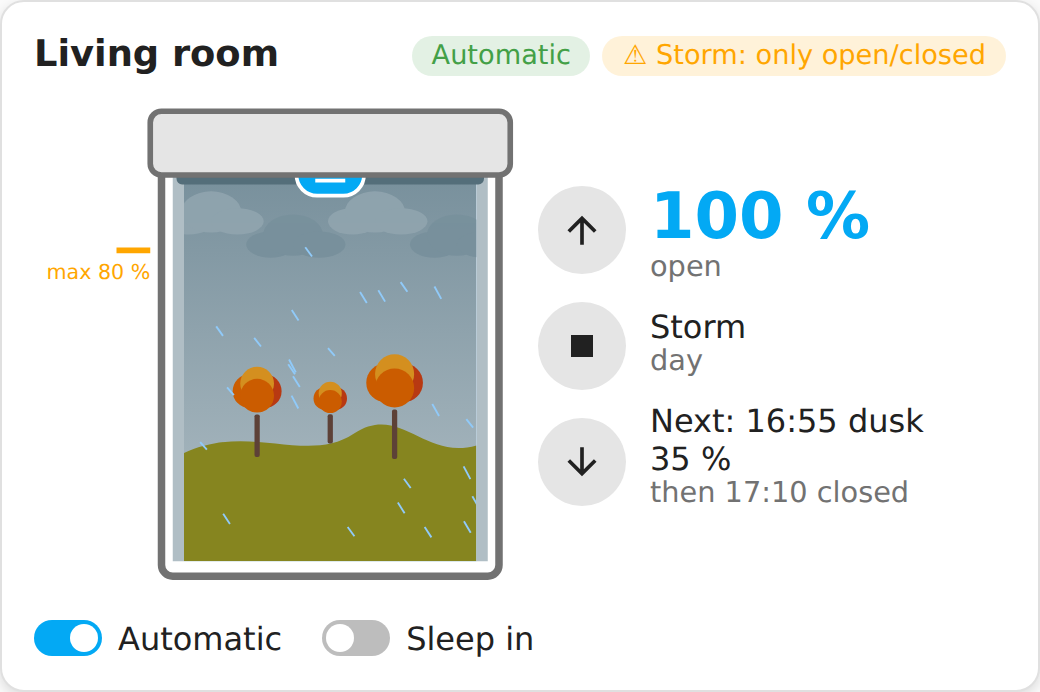 Living room
Automatic
⚠ Storm: only open/closed
max 80 %
100 %
open
Storm
day
Next: 16:55 dusk
35 %
then 17:10 closed
Automatic
Sleep in